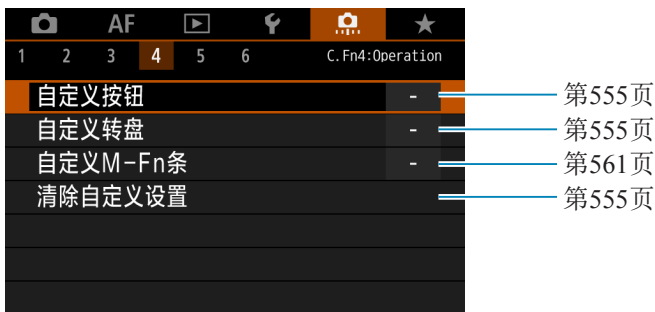 AF
1 2 3 4 5 6 C.Fn4:Operation
自定义按钮 - 第555页
自定义转盘 - 第555页
自定义M-Fn条 - 第561页
清除自定义设置 第555页